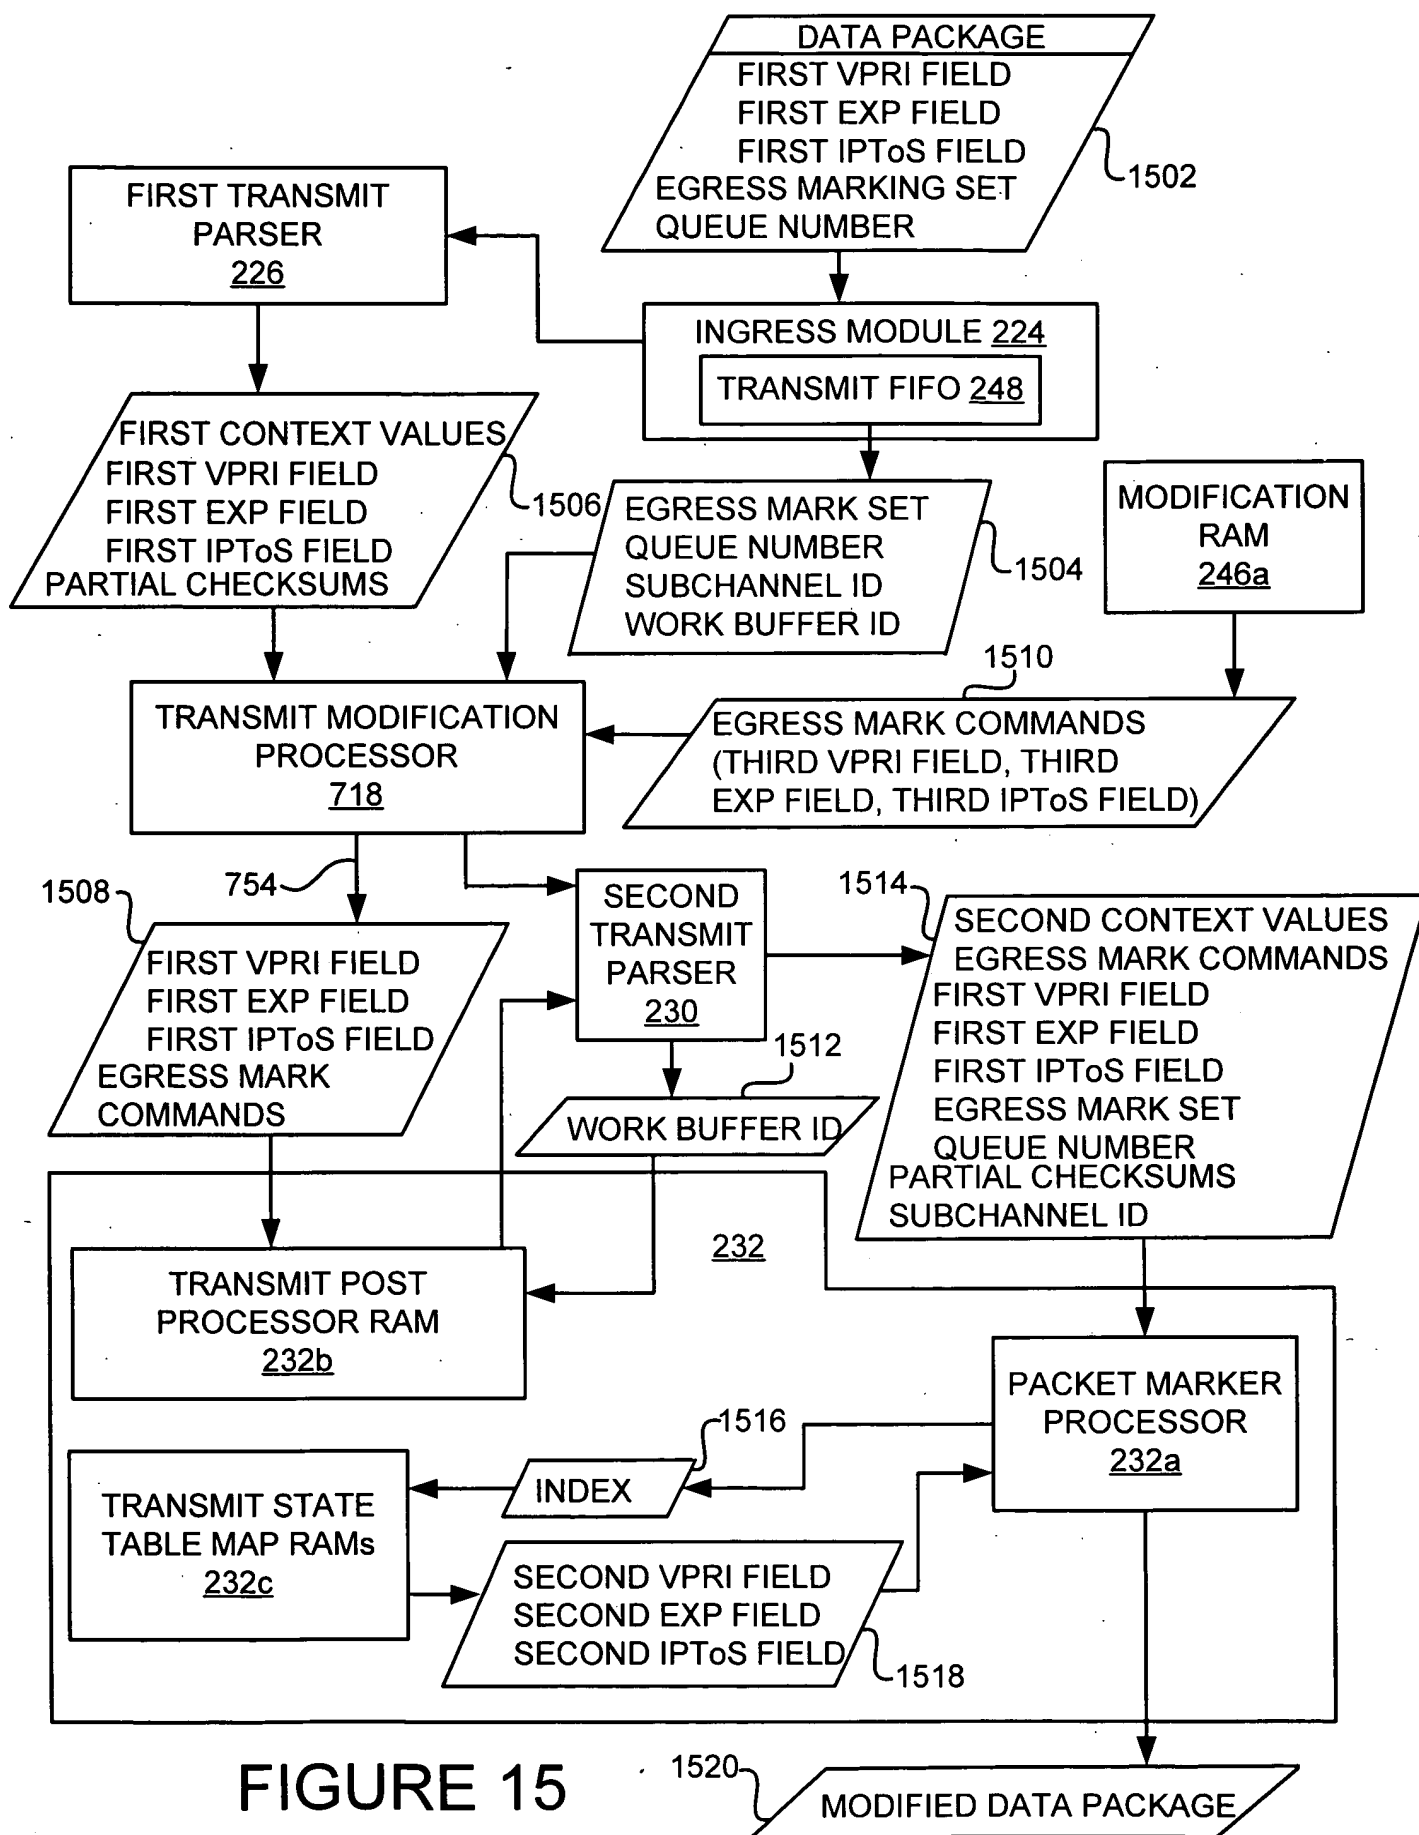 DATA PACKAGE
FIRST VPRI FIELD
FIRST EXP FIELD
FIRST IPToS FIELD
EGRESS MARKING SET
QUEUE NUMBER
1502
FIRST TRANSMIT
PARSER
226
INGRESS MODULE 224
TRANSMIT FIFO 248
FIRST CONTEXT VALUES
FIRST VPRI FIELD
FIRST EXP FIELD
FIRST IPToS FIELD
PARTIAL CHECKSUMS
1506
EGRESS MARK SET
QUEUE NUMBER
SUBCHANNEL ID
WORK BUFFER ID
1504
MODIFICATION
RAM
246a
1510
TRANSMIT MODIFICATION
PROCESSOR
718
EGRESS MARK COMMANDS
(THIRD VPRI FIELD, THIRD
EXP FIELD, THIRD IPToS FIELD)
754
1508
FIRST VPRI FIELD
FIRST EXP FIELD
FIRST IPToS FIELD
EGRESS MARK
COMMANDS
SECOND
TRANSMIT
PARSER
230
1512
WORK BUFFER ID
1514
SECOND CONTEXT VALUES
EGRESS MARK COMMANDS
FIRST VPRI FIELD
FIRST EXP FIELD
FIRST IPToS FIELD
EGRESS MARK SET
QUEUE NUMBER
PARTIAL CHECKSUMS
SUBCHANNEL ID
232
TRANSMIT POST
PROCESSOR RAM
232b
PACKET MARKER
PROCESSOR
232a
1516
INDEX
TRANSMIT STATE
TABLE MAP RAMs
232c
SECOND VPRI FIELD
SECOND EXP FIELD
SECOND IPToS FIELD
1518
FIGURE 15
1520
MODIFIED DATA PACKAGE